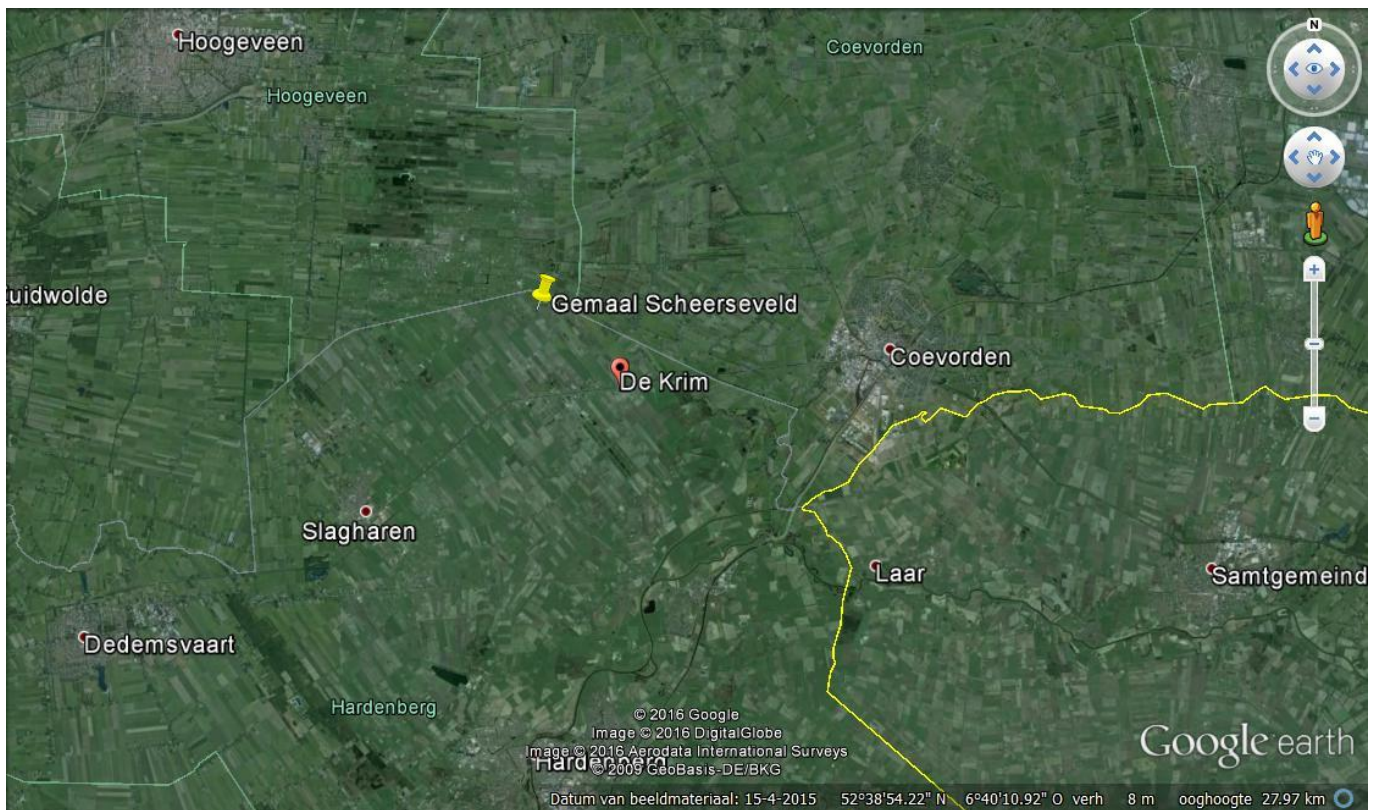 N
Hoogeveen
Coevorden
Hoogeveen
uidwolde
Gemaal Scheerseveld
Coevorden
De Krim
Slagharen
Laar
Samtgemeind
Dedemsvaart
Hardenberg
© 2016 Google
Image © 2016 DigitalGlobe
Image © 2016 Aerodata International Surveys
© 2009 GeoBasis-DE/BKG
Hardenberg
Google earth
Datum van beeldmateriaal: 15-4-2015 52°38'54.22" N 6°40'10.92" O verh 8 m ooghoogte 27.97 km